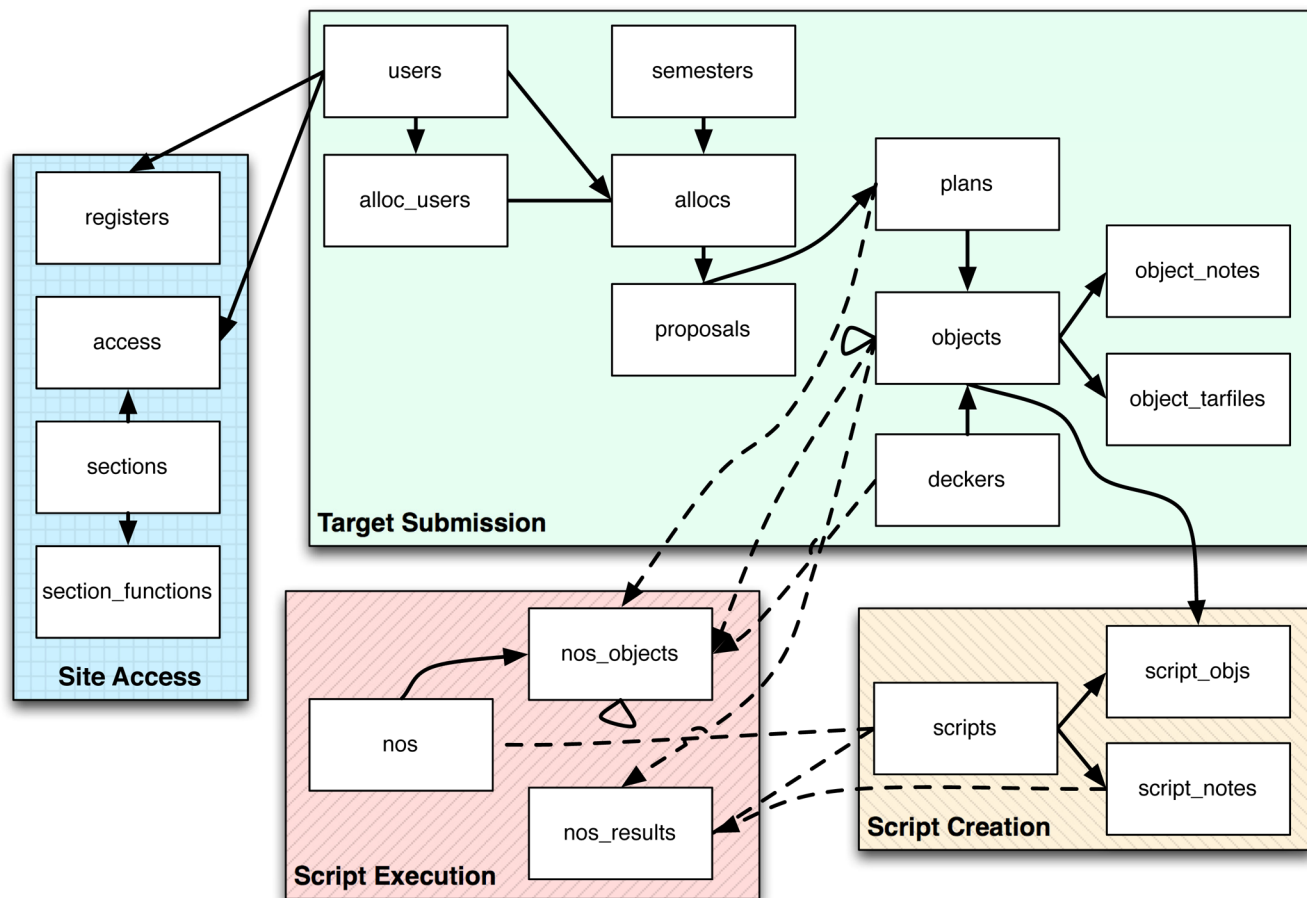 users
semesters
plans
registers
alloc_users
allocs
object_notes
access
proposals
objects
object_tarfiles
sections
deckers
Target Submission
section_functions
Site Access
nos_objects
script_objs
nos
scripts
script_notes
nos_results
Script Creation
Script Execution